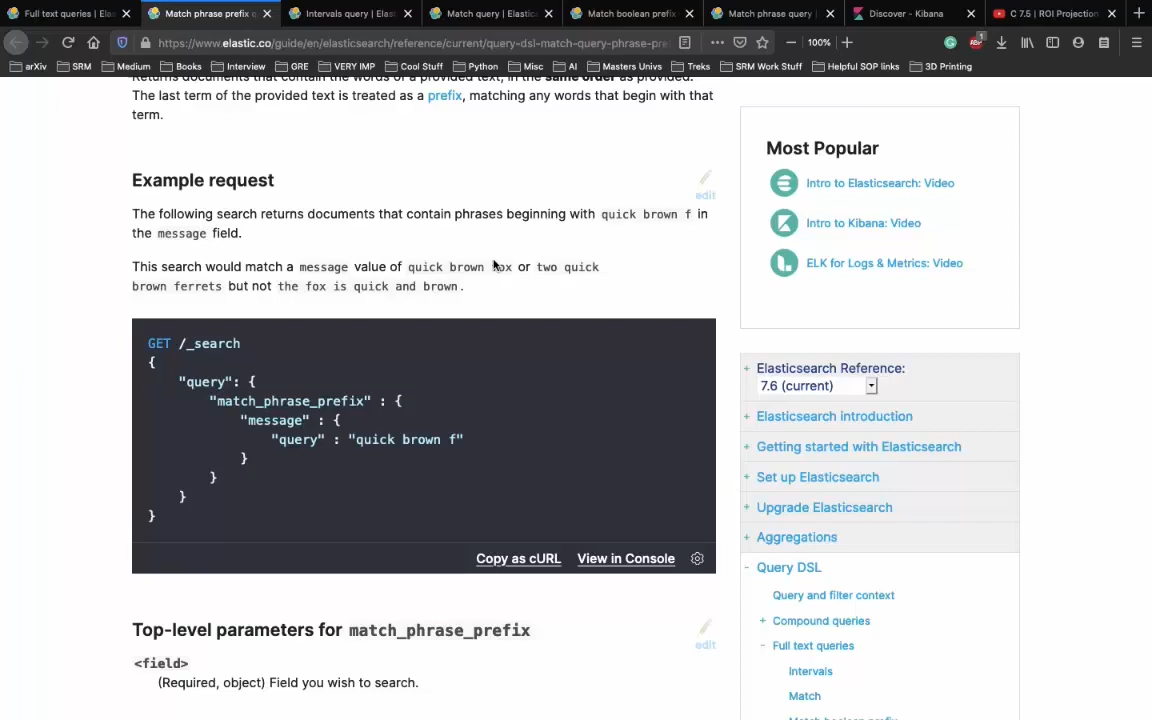 Full text queries | Elastic
Match phrase prefix q
Intervals query | Elast
Match query | Elastic
Match boolean prefix
Match phrase query |
Discover - Kibana
C 7.5 | ROI Projection
https://www.elastic.co/guide/en/elasticsearch/reference/current/query-dsl-match-query-phrase-pre
100%
1
arXiv
SRM
Medium
Books
Interview
GRE
VERY IMP
Cool Stuff
Python
Misc
AI
Masters Univs
Treks
SRM Work Stuff
Helpful SOP links
3D Printing
Returns documents that contain the words of a provided text, in the same order as provided.
The last term of the provided text is treated as a prefix, matching any words that begin with that
term.
Example request
edit
The following search returns documents that contain phrases beginning with quick brown f in
the message field.
This search would match a message value of quick brown fox or two quick
brown ferrets but not the fox is quick and brown.
GET /_search
{
"query": {
"match_phrase_prefix" : {
"message" : {
"query" : "quick brown f"
}
}
}
}
Copy as cURL
View in Console
Top-level parameters for match_phrase_prefix
edit
<field>
(Required, object) Field you wish to search.
Most Popular
Intro to Elasticsearch: Video
Intro to Kibana: Video
ELK for Logs & Metrics: Video
+ Elasticsearch Reference:
7.6 (current)
+ Elasticsearch introduction
+ Getting started with Elasticsearch
+ Set up Elasticsearch
+ Upgrade Elasticsearch
+ Aggregations
- Query DSL
Query and filter context
+ Compound queries
- Full text queries
Intervals
Match
Match boolean prefix